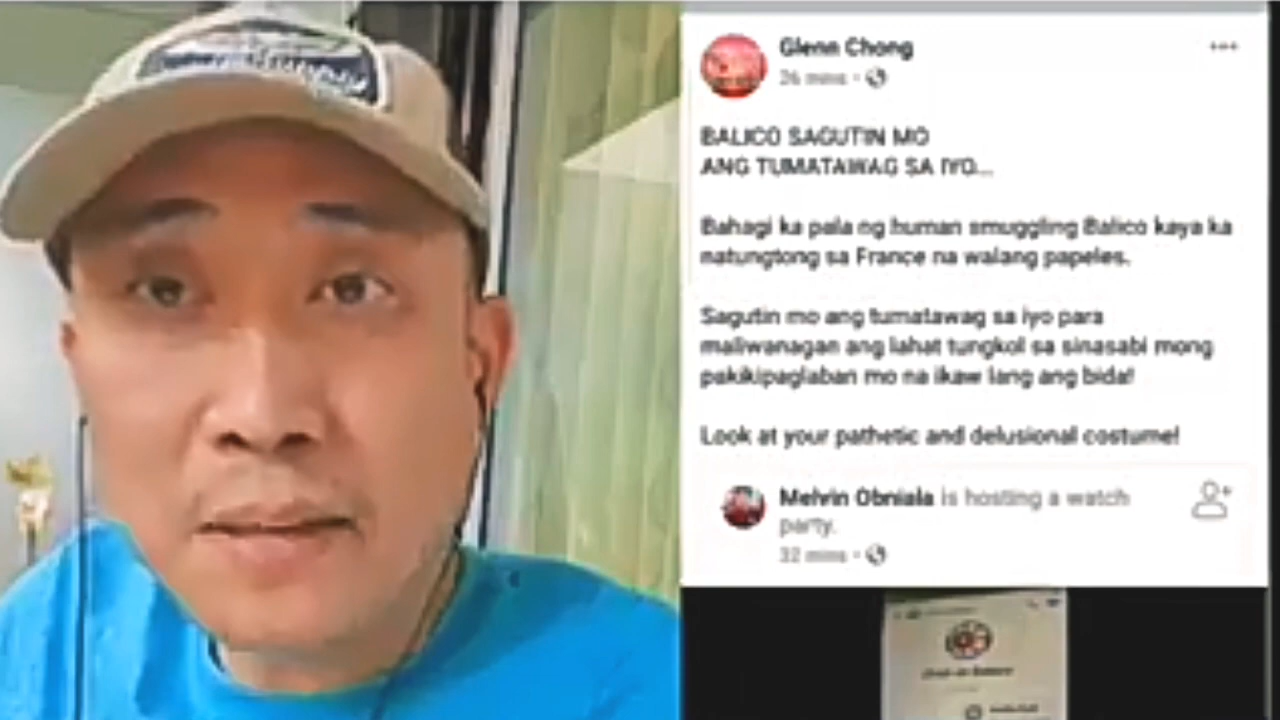 Glenn Chong
26 mins
BALICO SAGUTIN MO
ANG TUMATAWAG SA IYO...
Bahagi ka pala ng human smuggling Balico kaya ka
natungtong sa France na walang papeles.
Sagutin mo ang tumatawag sa iyo para
maliwanagan ang lahat tungkol sa sinasabi mong
pakikipaglaban mo na ikaw lang ang bida!
Look at your pathetic and delusional costume!
Melvin Obniala is hosting a watch
party.
32 mins